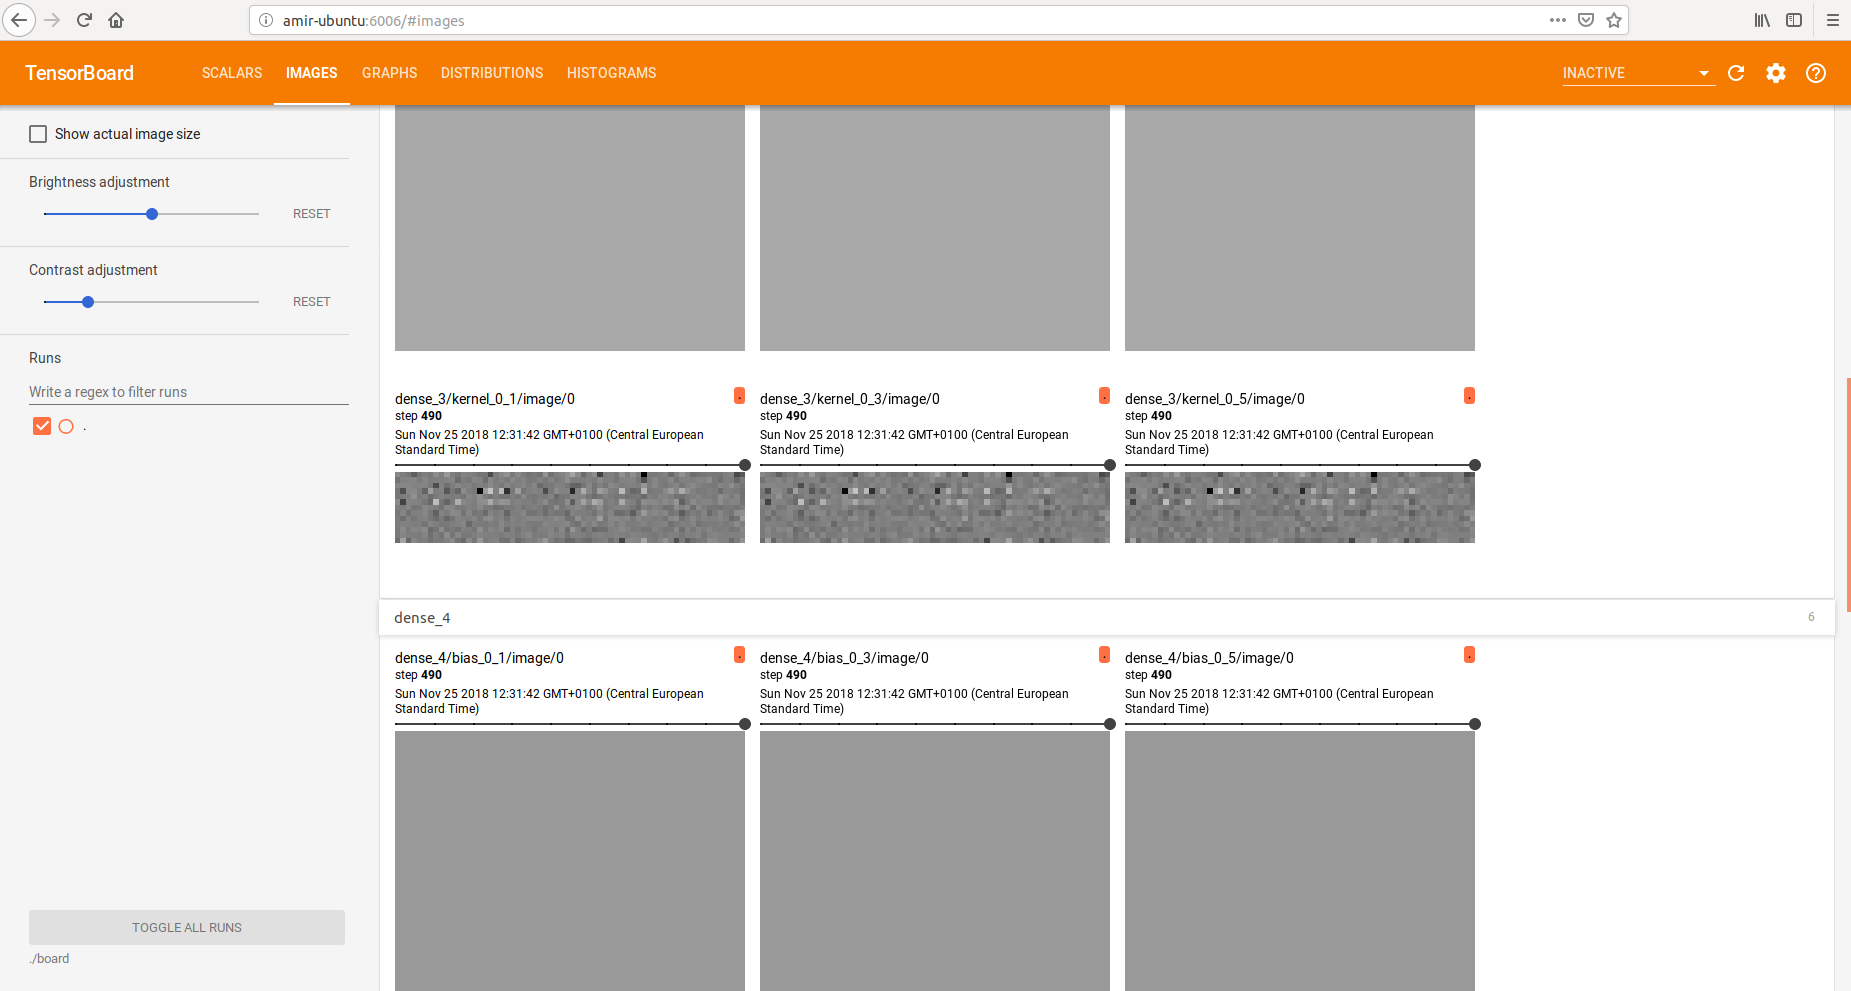 amir-ubuntu:6006/#images
TensorBoard
SCALARS
IMAGES
GRAPHS
DISTRIBUTIONS
HISTOGRAMS
INACTIVE
Show actual image size
Brightness adjustment
RESET
Contrast adjustment
RESET
Runs
Write a regex to filter runs
.
TOGGLE ALL RUNS
./board
dense_3/kernel_0_1/image/0
.
step 490
Sun Nov 25 2018 12:31:42 GMT+0100 (Central European
Standard Time)
dense_3/kernel_0_3/image/0
.
step 490
Sun Nov 25 2018 12:31:42 GMT+0100 (Central European
Standard Time)
dense_3/kernel_0_5/image/0
.
step 490
Sun Nov 25 2018 12:31:42 GMT+0100 (Central European
Standard Time)
dense_4
6
dense_4/bias_0_1/image/0
.
step 490
Sun Nov 25 2018 12:31:42 GMT+0100 (Central European
Standard Time)
dense_4/bias_0_3/image/0
.
step 490
Sun Nov 25 2018 12:31:42 GMT+0100 (Central European
Standard Time)
dense_4/bias_0_5/image/0
.
step 490
Sun Nov 25 2018 12:31:42 GMT+0100 (Central European
Standard Time)